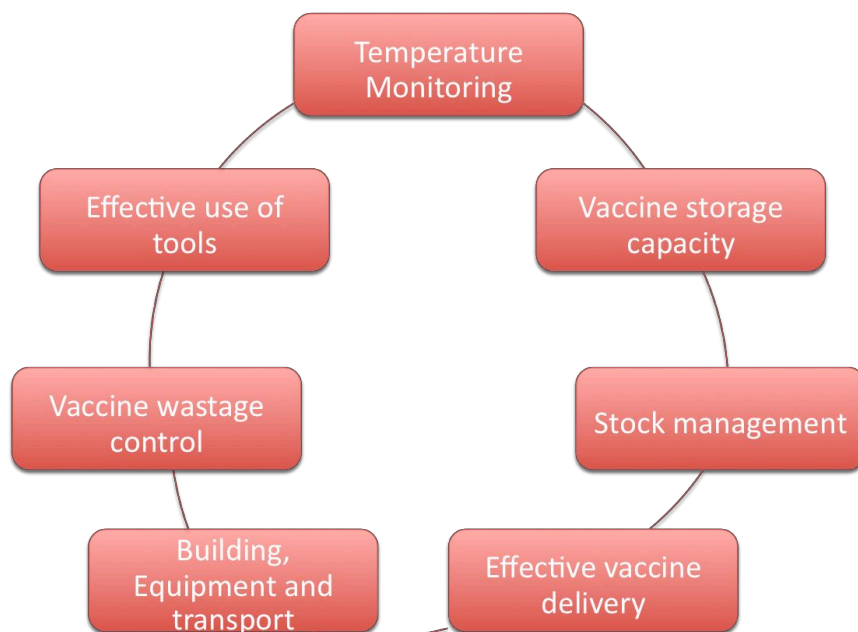 Temperature
Monitoring
Effective use of
tools
Vaccine storage
capacity
Vaccine wastage
control
Stock management
Building,
Equipment and
transport
Effective vaccine
delivery